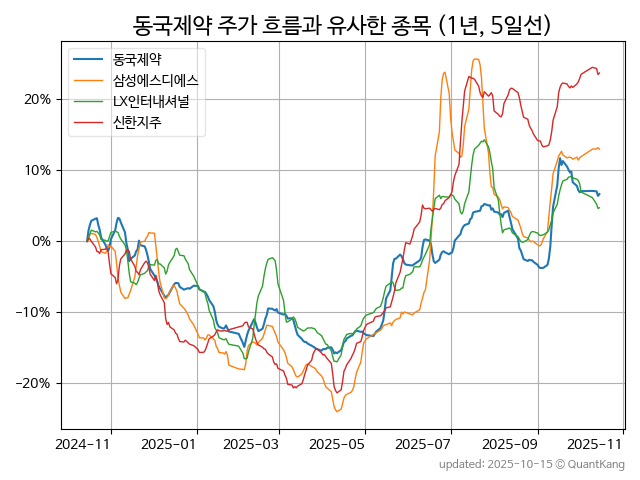 동국제약 주가 흐름과 유사한 종목 (1년, 5일선)
동국제약
삼성에스디에스
LX인터내셔널
신한지주
20%
10%
0%
−10%
−20%
2024-11 2025-01 2025-03 2025-05 2025-07 2025-09 2025-11
updated: 2025-10-15 © QuantKang